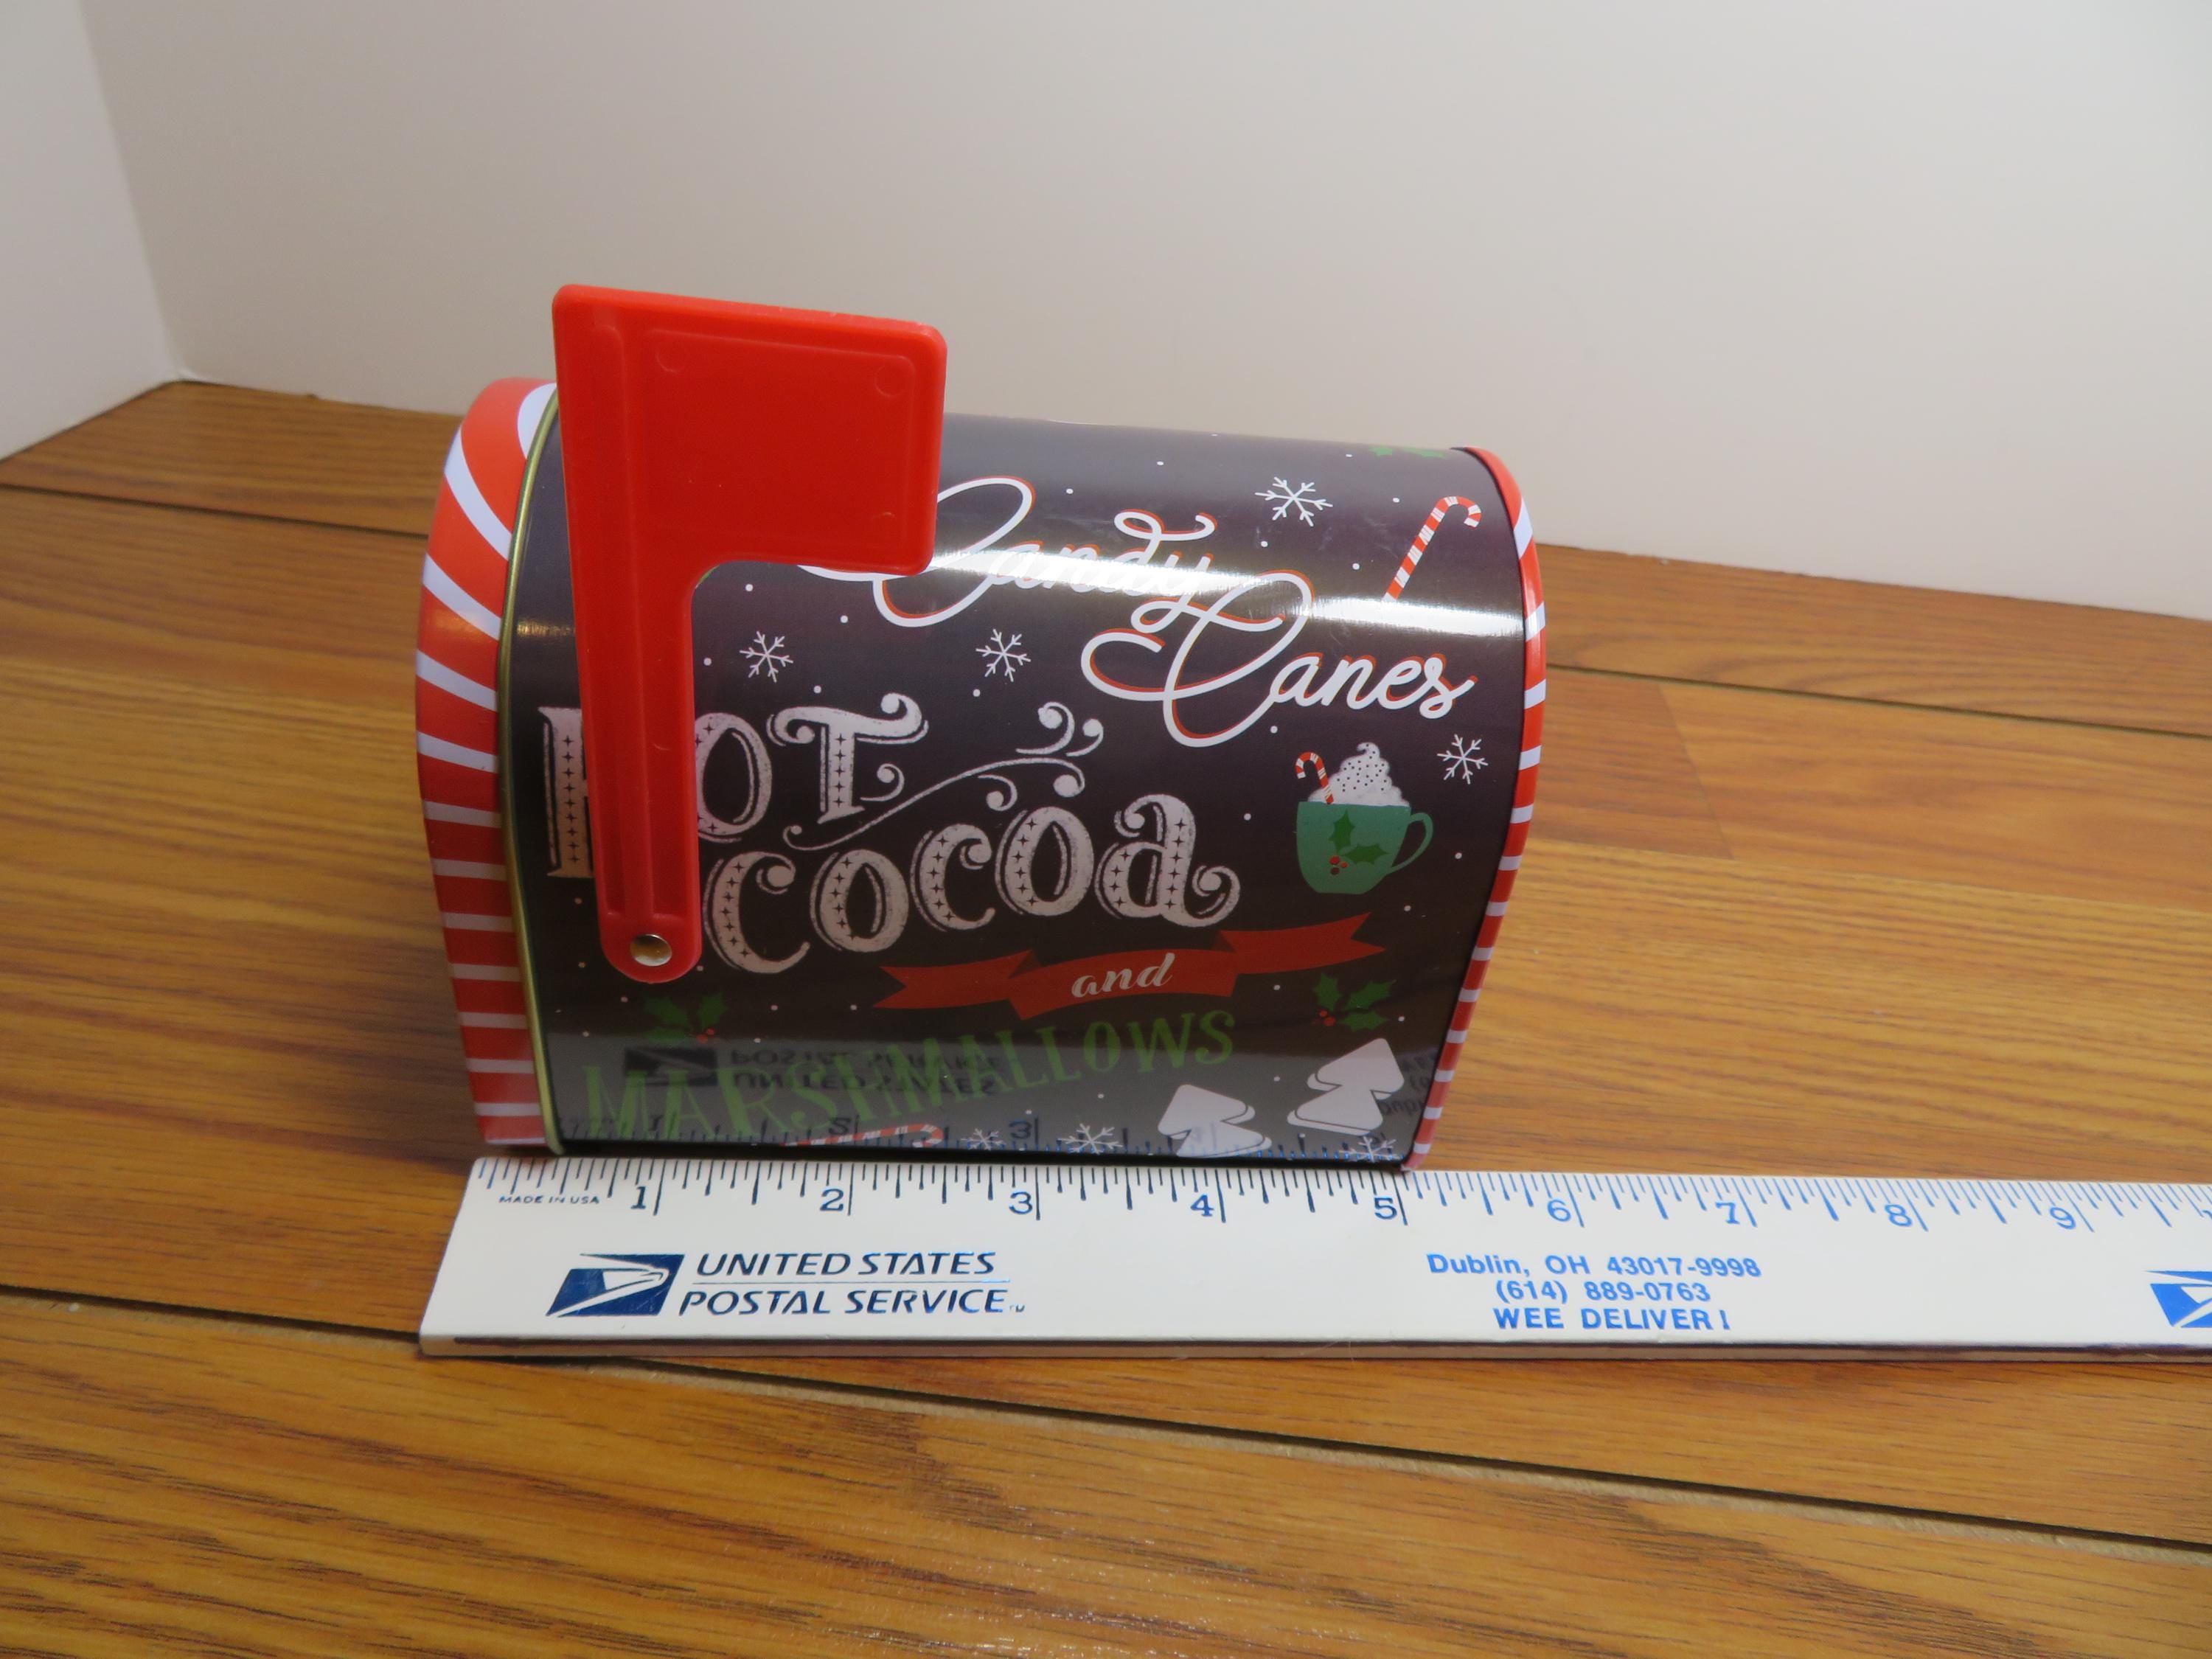 Candy
Canes
HOT
COCOA
and
MARSHMALLOWS
1 2 3 4 5 6 7 8 9
MADE IN USA
UNITED STATES
POSTAL SERVICE TM
Dublin, OH 43017-9998
(614) 889-0763
WEE DELIVER!